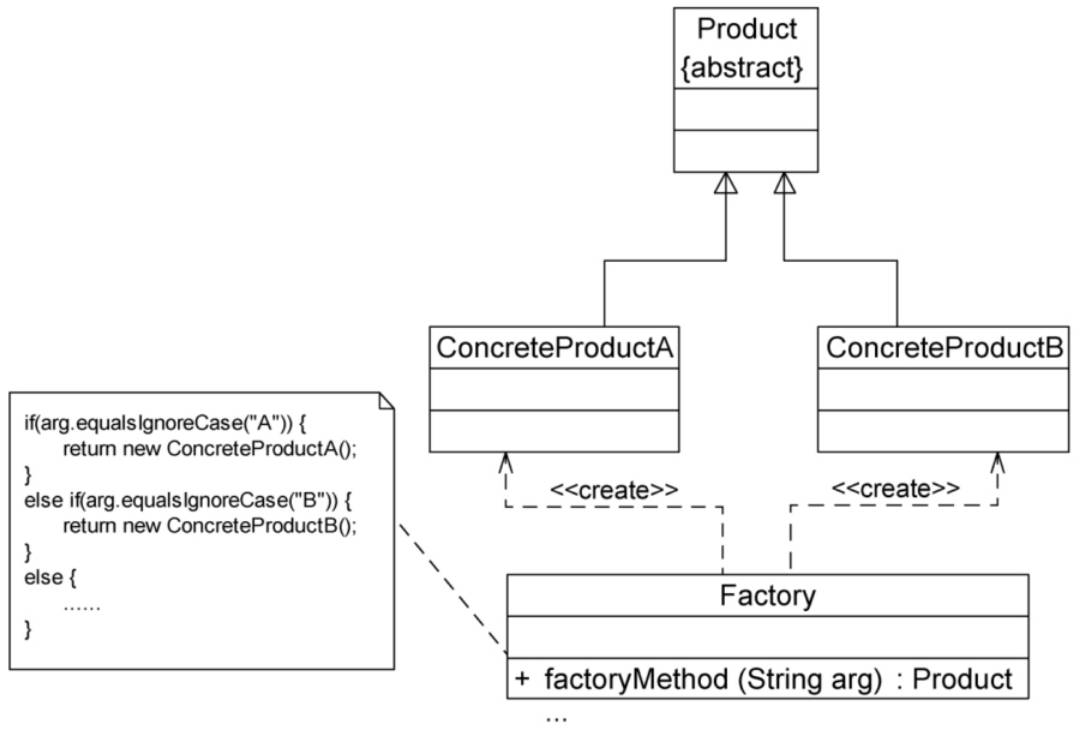 Product
{abstract}
ConcreteProductA
ConcreteProductB
if(arg.equalsIgnoreCase("A")) {
return new ConcreteProductA();
}
else if(arg.equalsIgnoreCase("B")) {
return new ConcreteProductB();
}
else {
......
}
<<create>>
<<create>>
Factory
+ factoryMethod (String arg) : Product
...